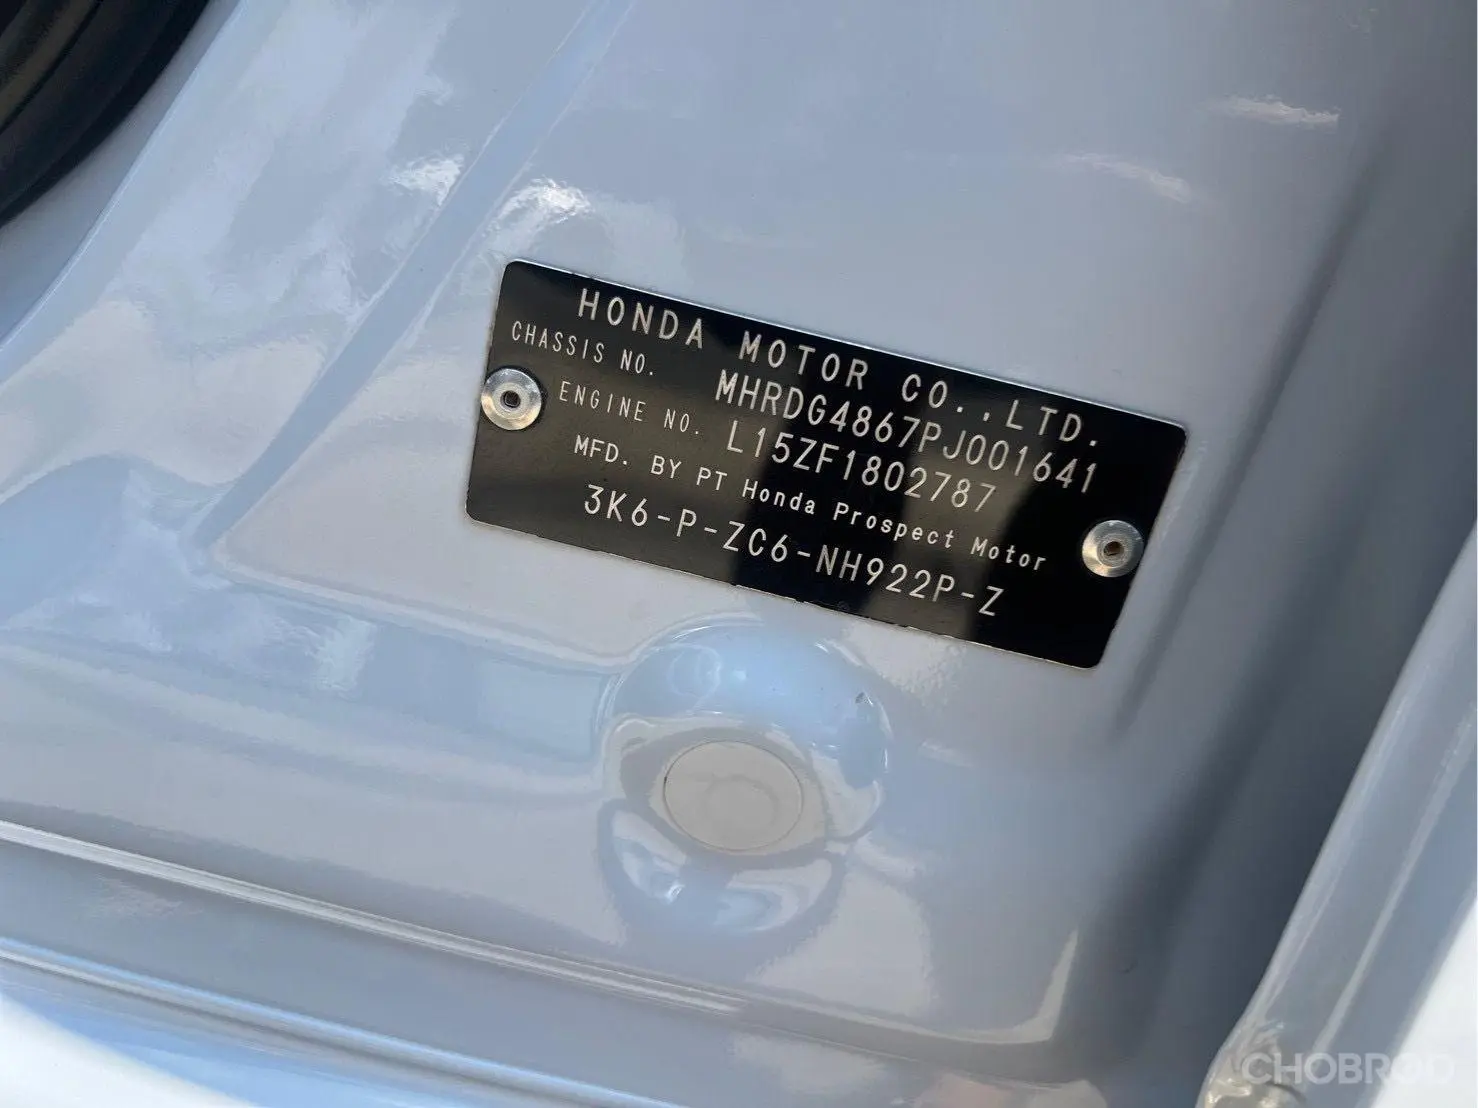 HONDA MOTOR CO.,LTD.
CHASSIS NO. MHRDG4867PJ001641
ENGINE NO. L15ZF1802787
MFD. BY PT Honda Prospect Motor
3K6-P-ZC6-NH922P-Z
CHOBROD